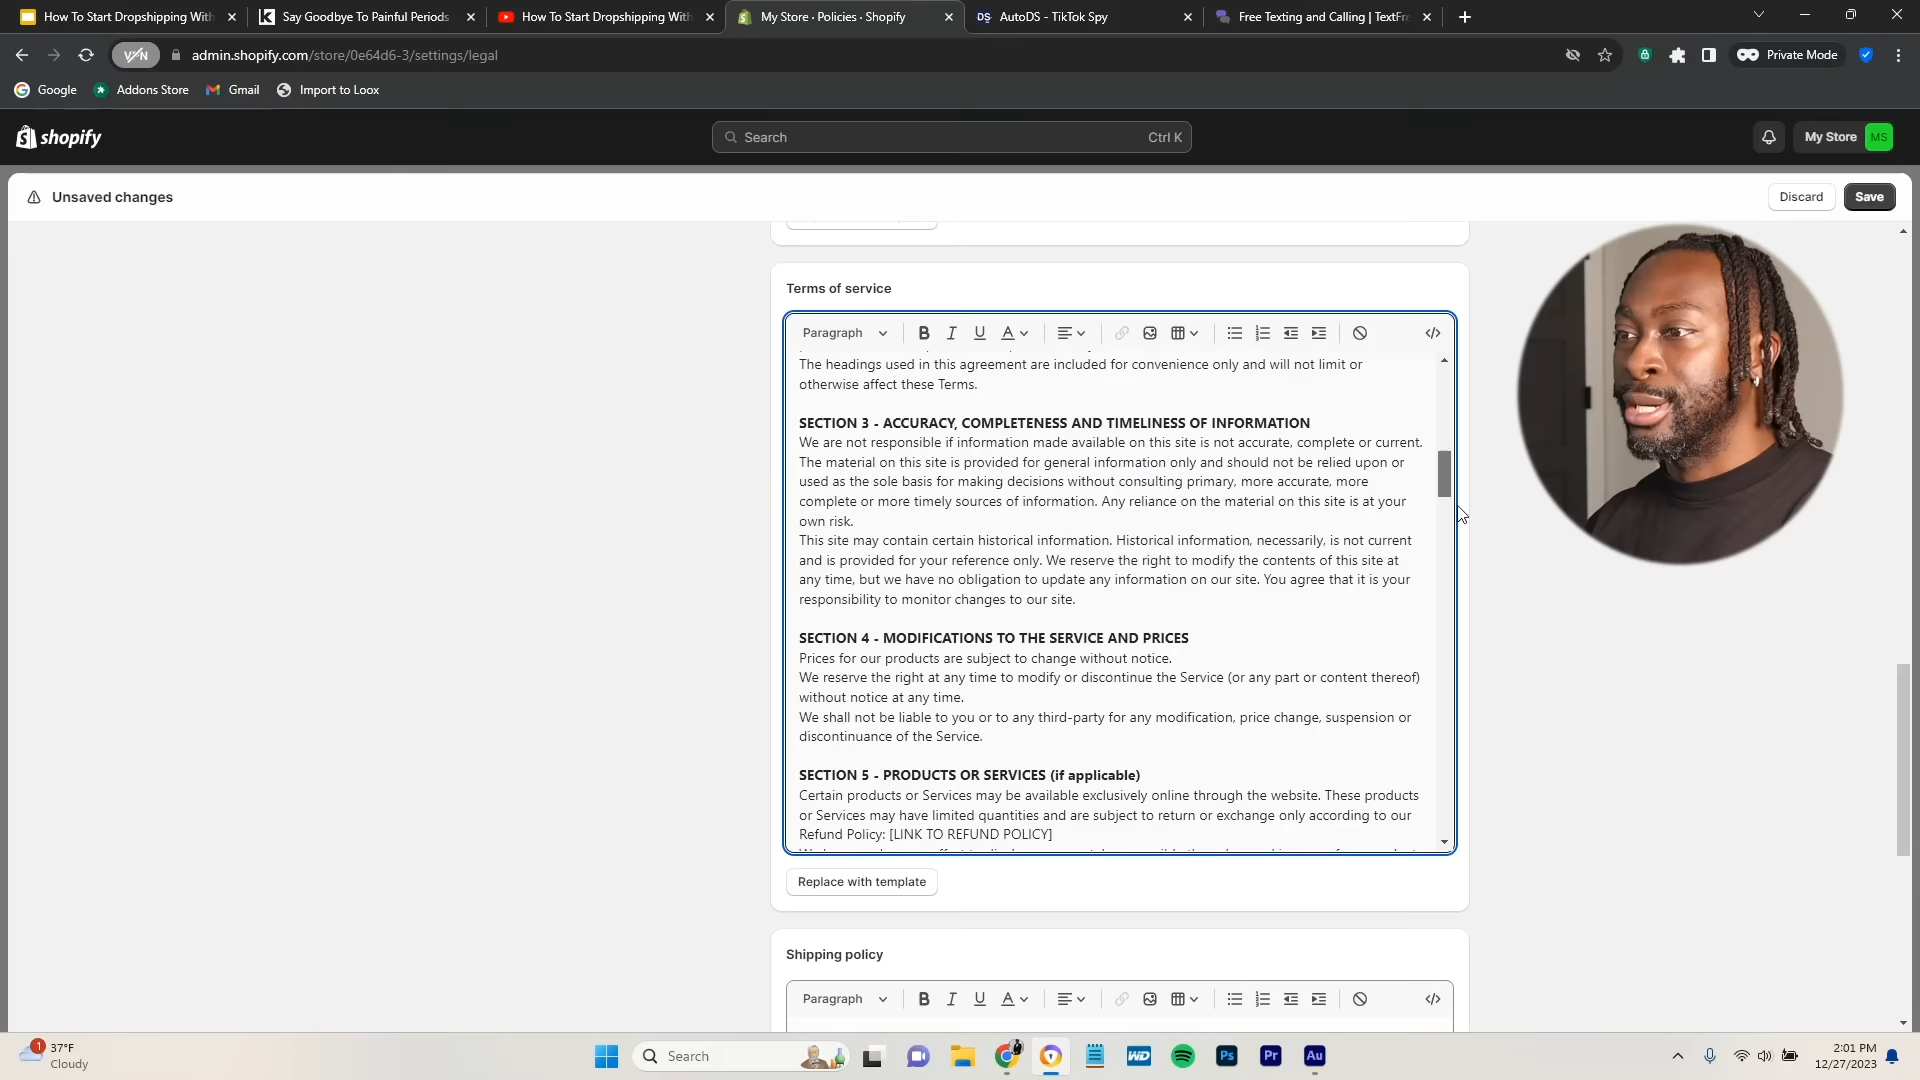 How To Start Dropshipping With
Say Goodbye To Painful Periods
How To Start Dropshipping With
My Store · Policies · Shopify
DS AutoDS - TikTok Spy
Free Texting and Calling | TextFre
VPN
admin.shopify.com/store/0e64d6-3/settings/legal
Private Mode
Google
Addons Store
Gmail
Import to Loox
shopify
Search
Ctrl K
My Store
MS
Unsaved changes
Discard
Save
Terms of service
Paragraph
The headings used in this agreement are included for convenience only and will not limit or
otherwise affect these Terms.
SECTION 3 - ACCURACY, COMPLETENESS AND TIMELINESS OF INFORMATION
We are not responsible if information made available on this site is not accurate, complete or current.
The material on this site is provided for general information only and should not be relied upon or
used as the sole basis for making decisions without consulting primary, more accurate, more
complete or more timely sources of information. Any reliance on the material on this site is at your
own risk.
This site may contain certain historical information. Historical information, necessarily, is not current
and is provided for your reference only. We reserve the right to modify the contents of this site at
any time, but we have no obligation to update any information on our site. You agree that it is your
responsibility to monitor changes to our site.
SECTION 4 - MODIFICATIONS TO THE SERVICE AND PRICES
Prices for our products are subject to change without notice.
We reserve the right at any time to modify or discontinue the Service (or any part or content thereof)
without notice at any time.
We shall not be liable to you or to any third-party for any modification, price change, suspension or
discontinuance of the Service.
SECTION 5 - PRODUCTS OR SERVICES (if applicable)
Certain products or Services may be available exclusively online through the website. These products
or Services may have limited quantities and are subject to return or exchange only according to our
Refund Policy: [LINK TO REFUND POLICY]
Replace with template
Shipping policy
Paragraph
1
37°F
Cloudy
Search
WD
Ps
Pr
Au
2:01 PM
12/27/2023